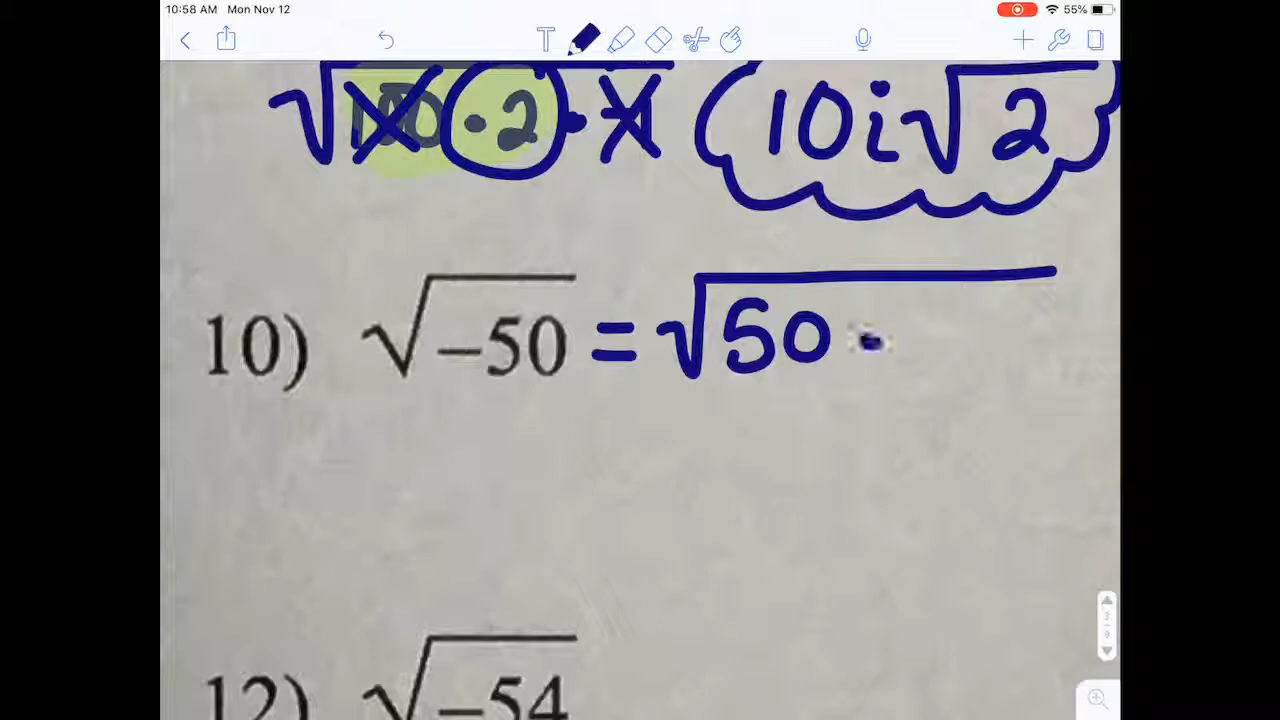 10:58 AM Mon Nov 12 55%
√100 · 2 · 10i√2
10) √−50 = √50 ·
12) √−54